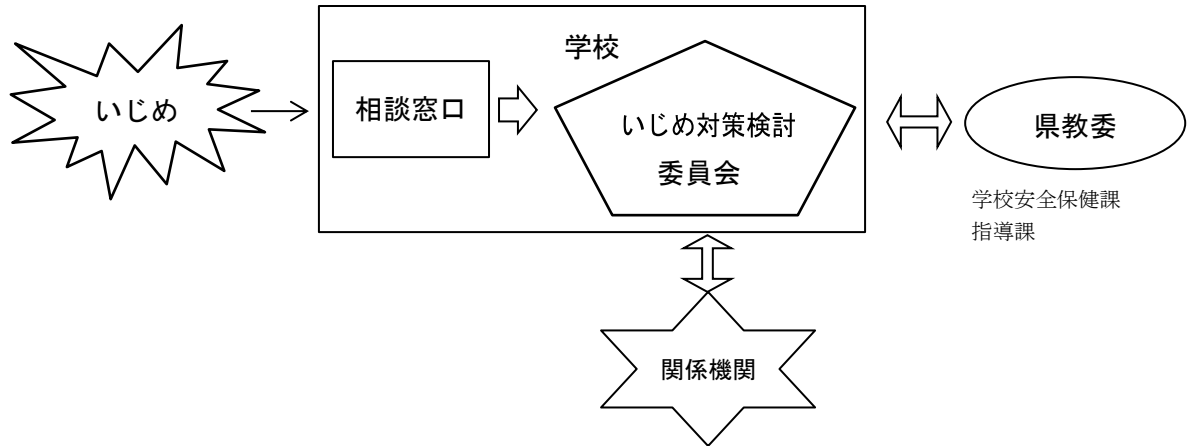 学校
いじめ
相談窓口
いじめ対策検討
委員会
県教委
学校安全保健課
指導課
関係機関